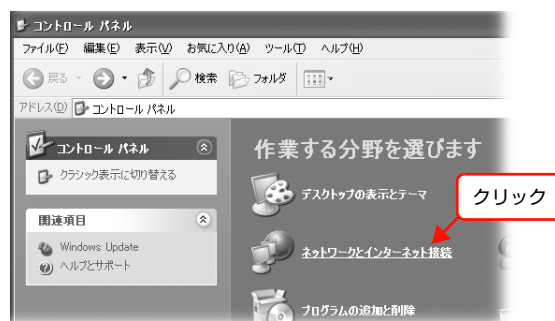 コントロール パネル
ファイル(F) 編集(E) 表示(V) お気に入り(A) ツール(T) ヘルプ(H)
戻る 検索 フォルダ
アドレス(D) コントロール パネル
コントロール パネル
クラシック表示に切り替える
関連項目
Windows Update
ヘルプとサポート
作業する分野を選びます
デスクトップの表示とテーマ
クリック
ネットワークとインターネット接続
プログラムの追加と削除